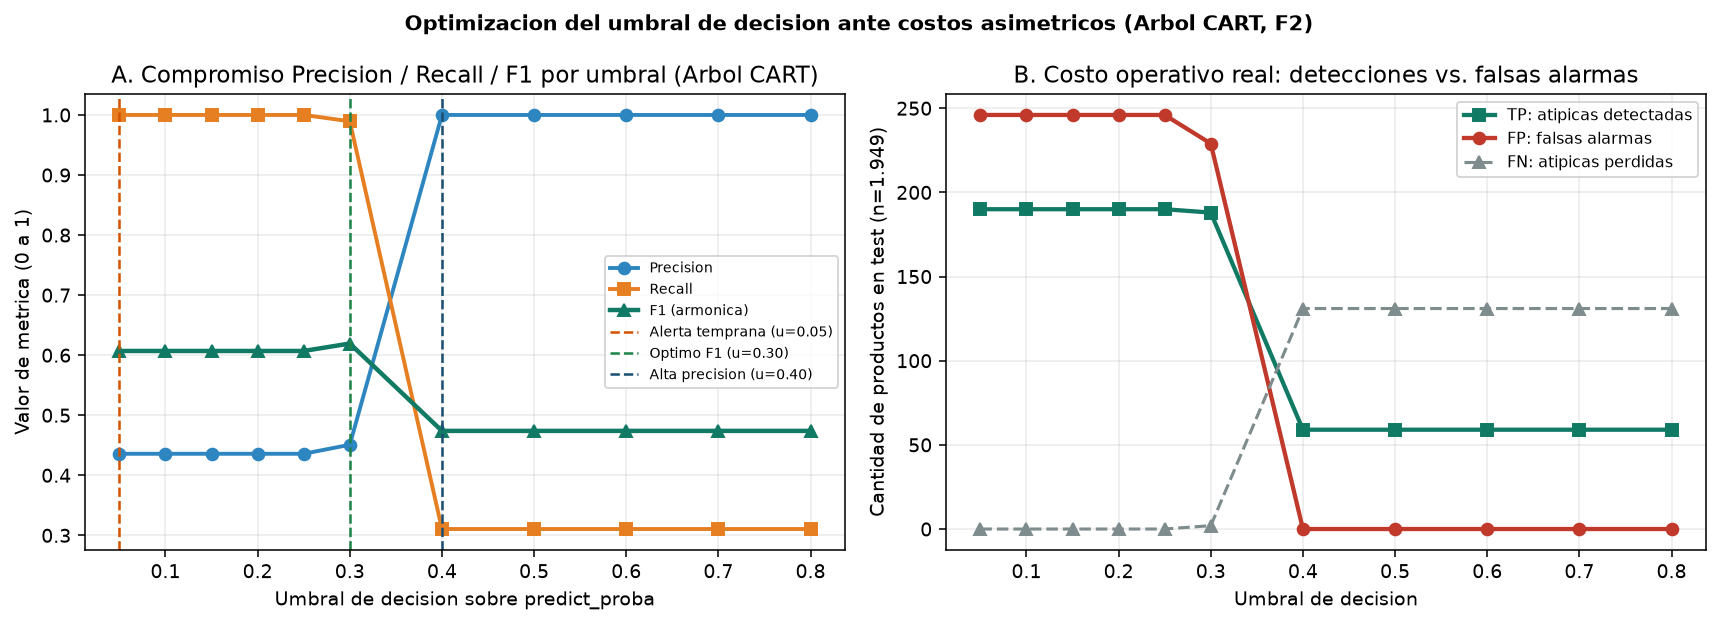 Optimizacion del umbral de decision ante costos asimetricos (Arbol CART, F2)
A. Compromiso Precision / Recall / F1 por umbral (Arbol CART)
Valor de metrica (0 a 1)
1.0
0.9
0.8
0.7
0.6
0.5
0.4
0.3
Precision
Recall
F1 (armonica)
Alerta temprana (u=0.05)
Optimo F1 (u=0.30)
Alta precision (u=0.40)
0.1 0.2 0.3 0.4 0.5 0.6 0.7 0.8
Umbral de decision sobre predict_proba
B. Costo operativo real: detecciones vs. falsas alarmas
Cantidad de productos en test (n=1.949)
250
200
150
100
50
0
TP: atipicas detectadas
FP: falsas alarmas
FN: atipicas perdidas
0.1 0.2 0.3 0.4 0.5 0.6 0.7 0.8
Umbral de decision